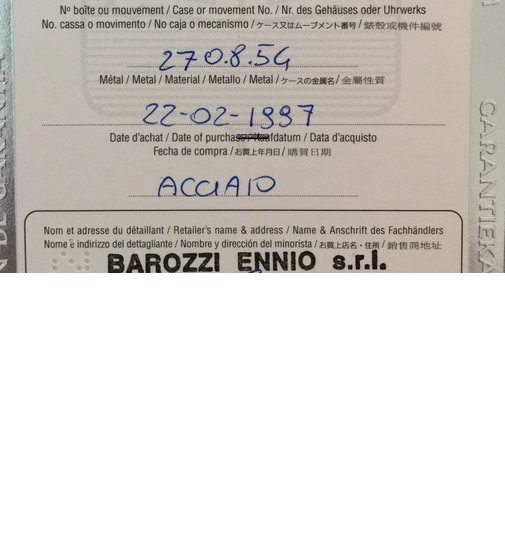 Nº boîte ou mouvement / Case or movement No. / Nr. des Gehäuses oder Uhrwerks
No. cassa o movimento / No caja o mecanismo / ケース又はムーブメント番号 / 錶殼或機件編號
270.8.54
Métal / Metal / Material / Metallo / Metal / ケースの金属名 / 金屬性質
22-02-1997
Date d'achat / Date of purchase / Kaufdatum / Data d'acquisto
Fecha de compra / お買上年月日 / 購買日期
ACCIAIO
Nom et adresse du détaillant / Retailer's name & address / Name & Anschrift des Fachhändlers
Nome e indirizzo del dettagliante / Nombre y dirección del minorista / お買上店名・住所 / 銷售商地址
BAROZZI ENNIO s.r.l.
GARANTIEKA